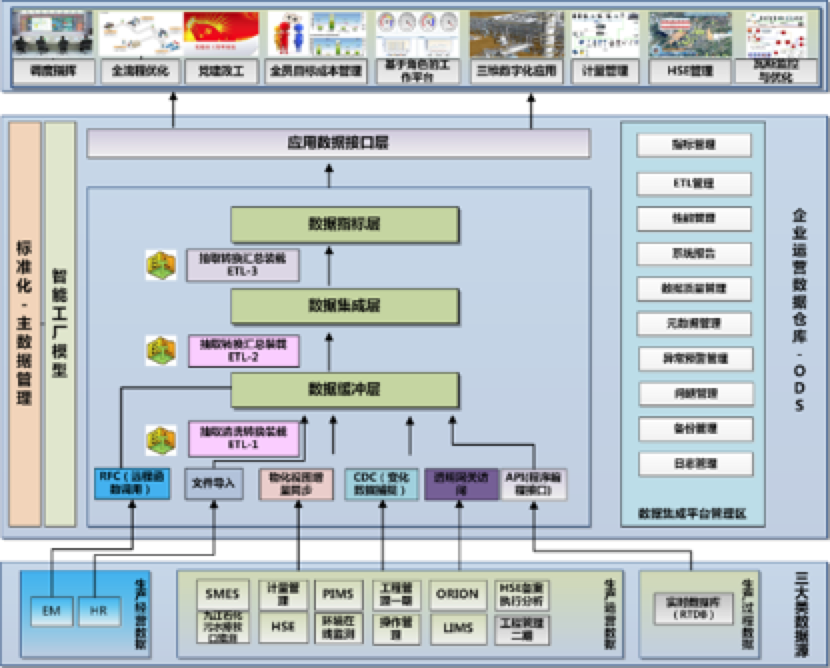 调度指挥
全流程优化
党建政工
全员目标成本管理
基于角色的工
作平台
三维数字化应用
计量管理
HSE管理
与优化
应用数据接口层
标准化-主数据管理
智能工厂模型
数据指标层
抽取转换汇总装载
ETL-3
数据集成层
抽取转换汇总装载
ETL-2
数据缓冲层
抽取清洗转换装载
ETL-1
RFC（远程函
数调用）
文件导入
物化视图增
量同步
CDC（变化
数据捕捉）
透明网关访
问
API(程序编
程接口)
指标管理
ETL管理
性能管理
系统报告
数据质量管理
元数据管理
异常预警管理
问题管理
备份管理
日志管理
数据集成平台管理区
企业运营数据仓库-ODS
EM
HR
生产经营数据
SMES
计量管
理
PIMS
工程管
理一期
ORION
HSE备案
执行分析
九江石化
污水排放
口监测
HSE
环境在
线监测
操作管
理
LIMS
工程管理
二期
生产运营数据
实时数据库
（RTDB）
生产过程数据
三大类数据源